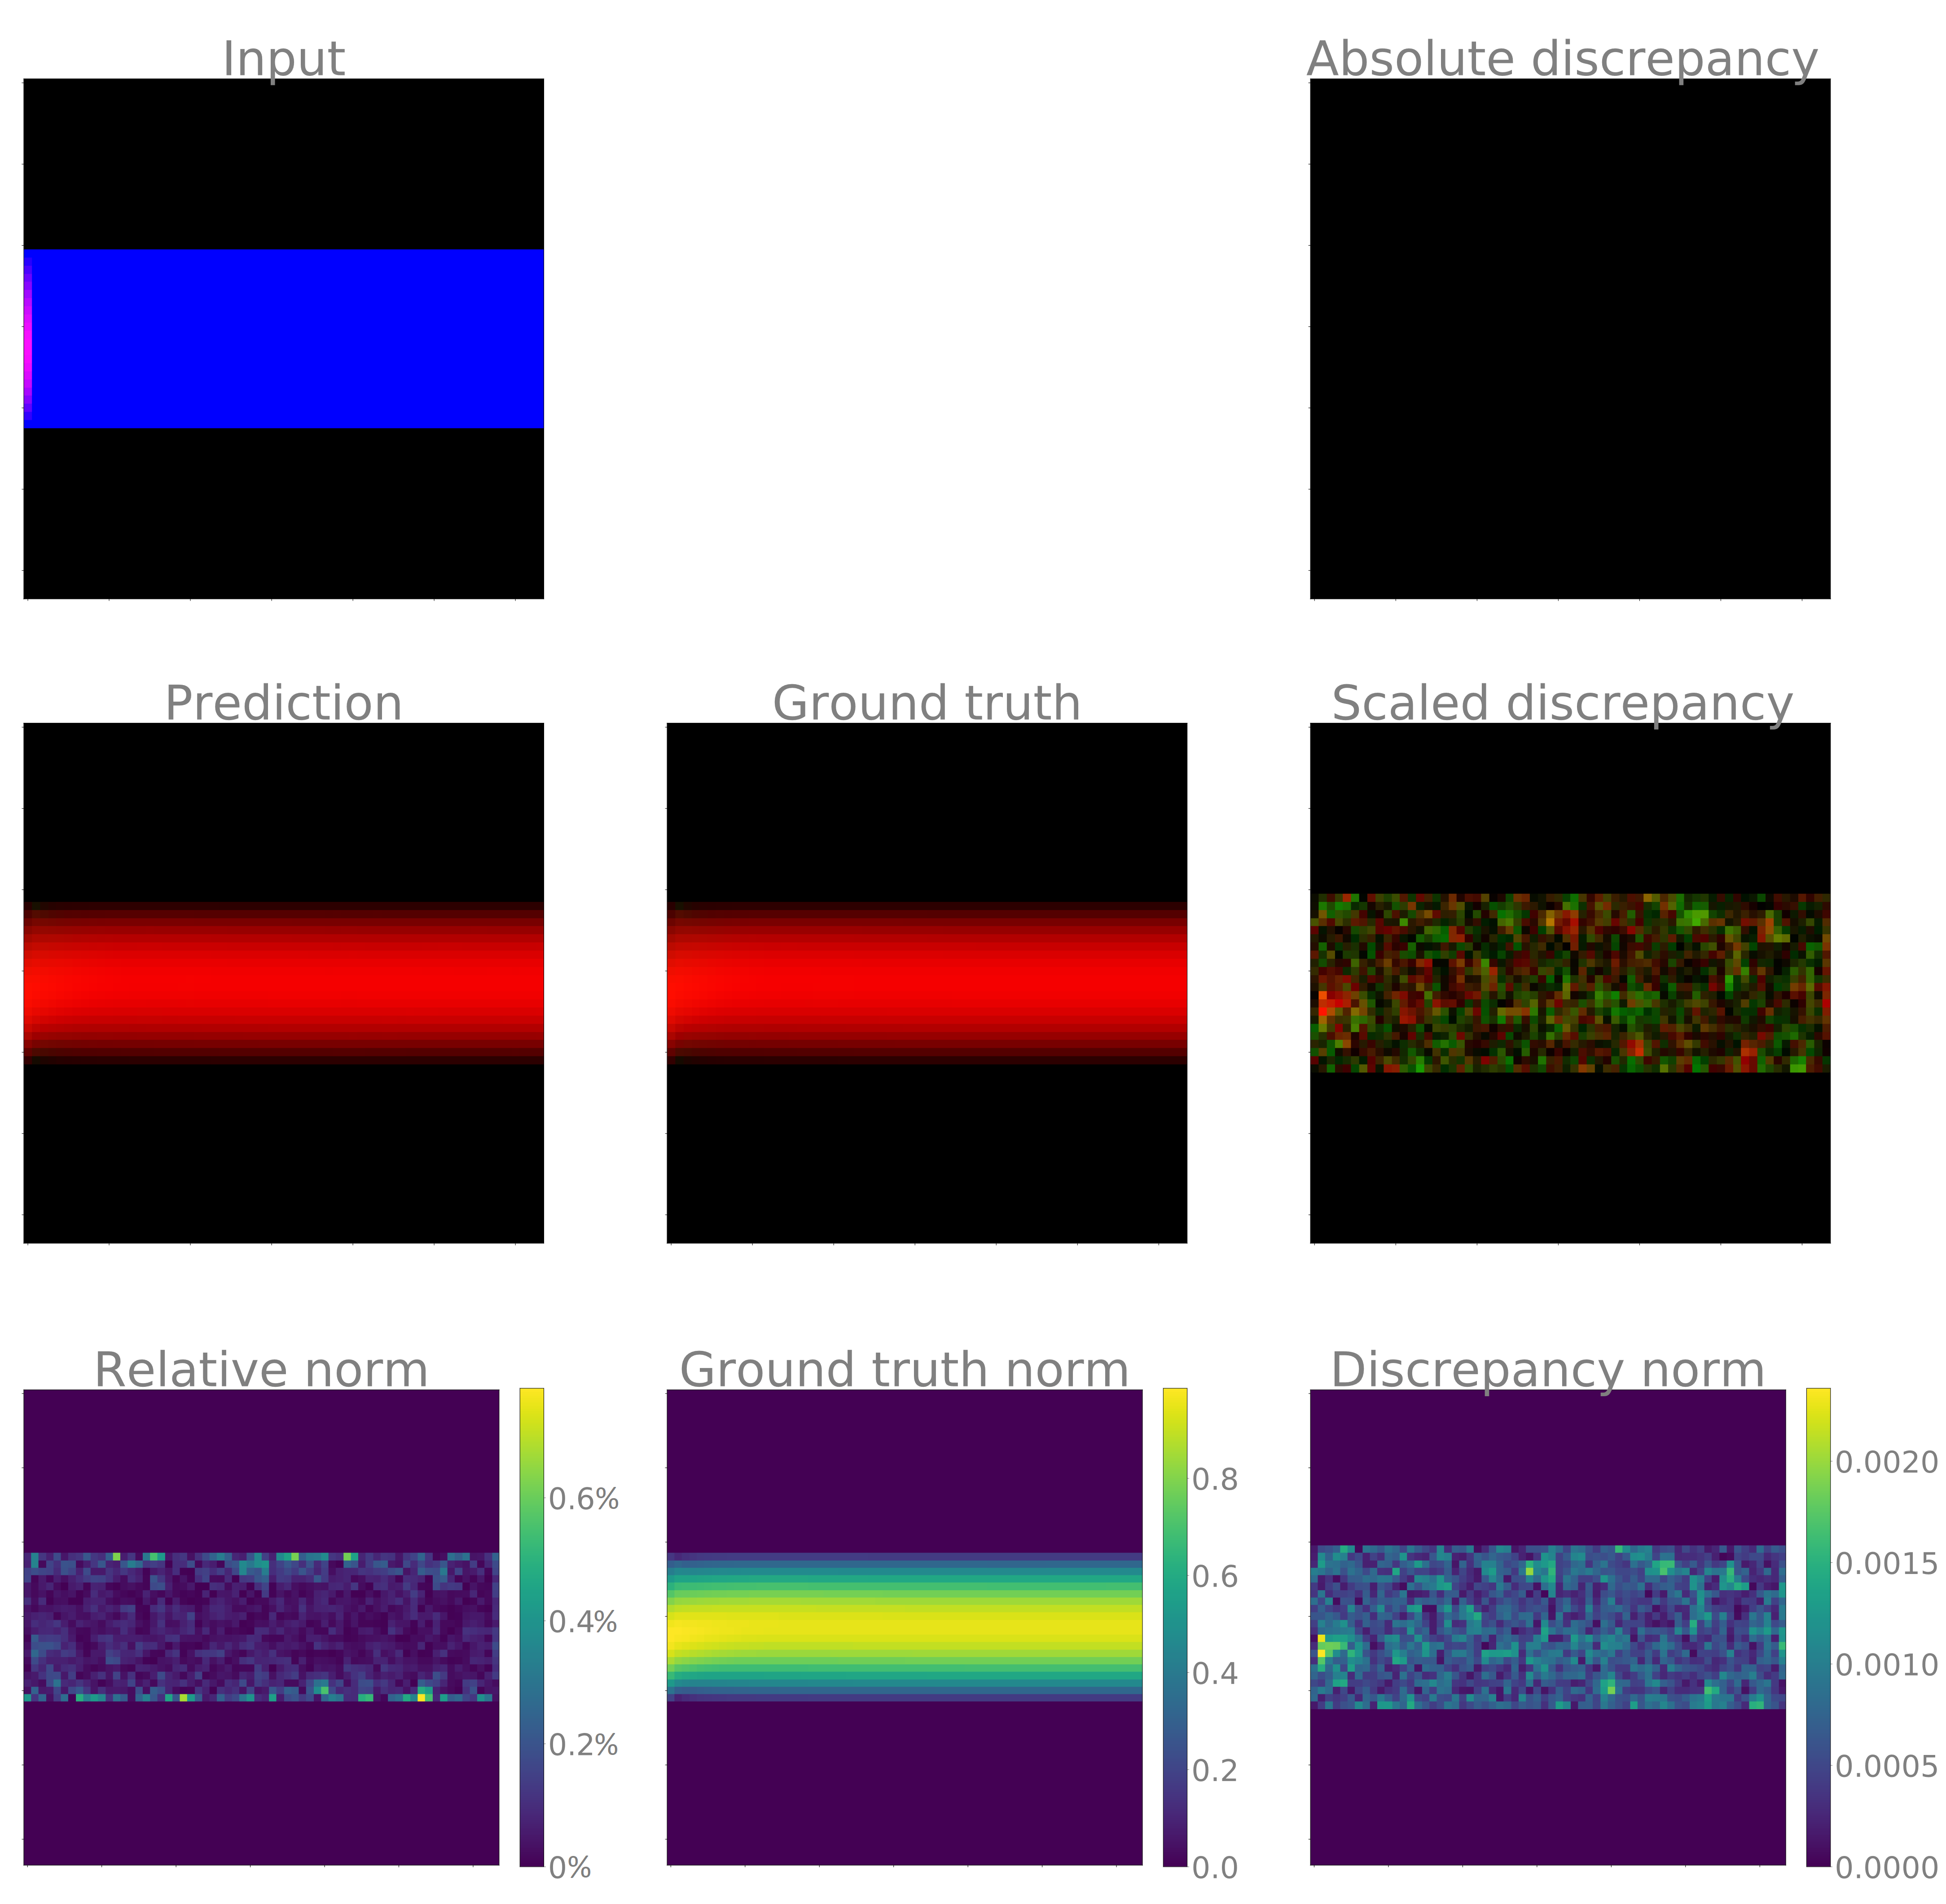 Input
Absolute discrepancy
Prediction
Ground truth
Scaled discrepancy
Relative norm
0.6%
0.4%
0.2%
0%
Ground truth norm
0.8
0.6
0.4
0.2
0.0
Discrepancy norm
0.0020
0.0015
0.0010
0.0005
0.0000